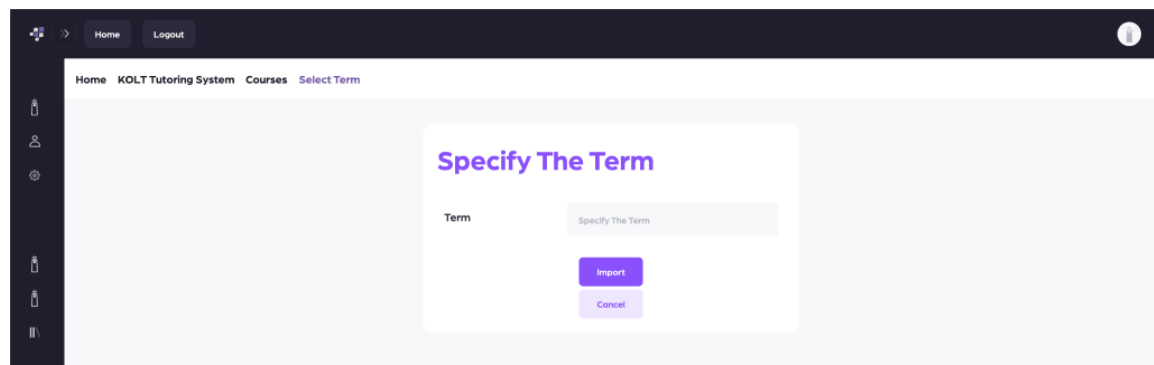 Home Logout
Home KOLT Tutoring System Courses Select Term
Specify The Term
Term Specify The Term
Import
Cancel